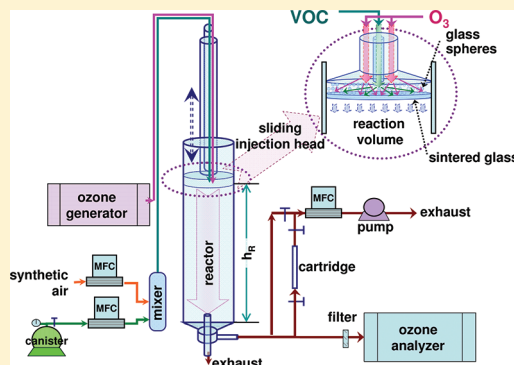 VOC
O3
glass
spheres
reaction
volume
sintered glass
sliding
injection head
ozone
generator
MFC
exhaust
pump
hR
reactor
cartridge
MFC
synthetic
air
mixer
MFC
canister
filter
ozone
analyzer
exhaust